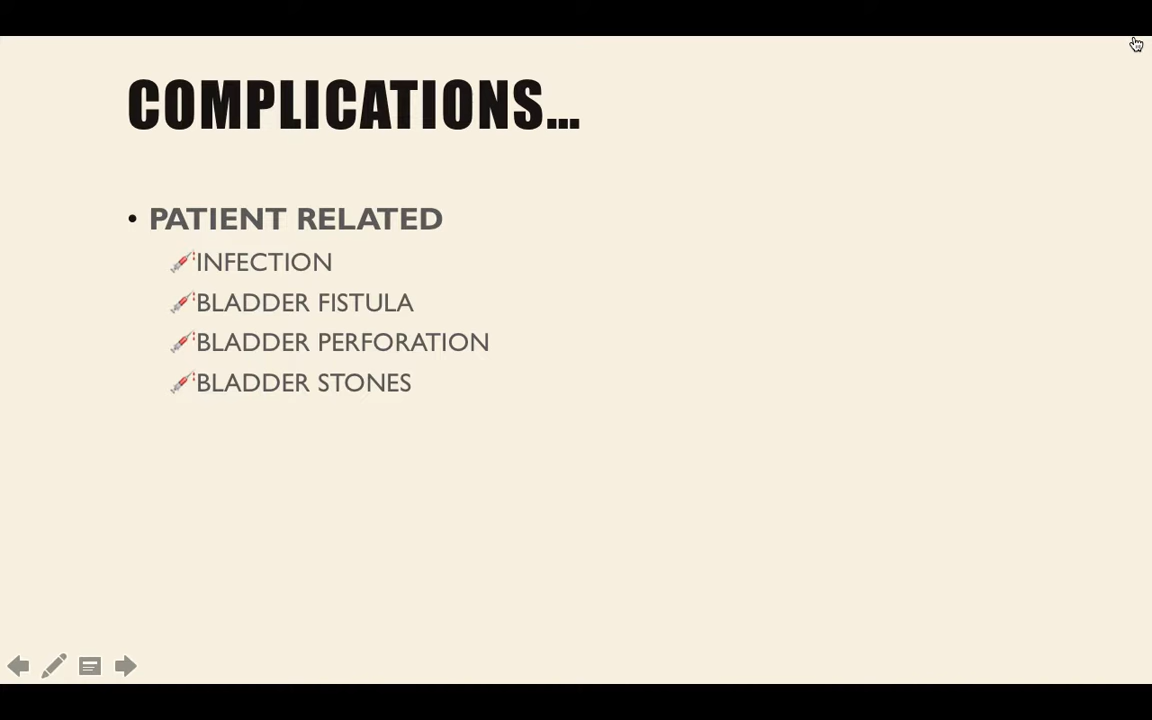 COMPLICATIONS...
• PATIENT RELATED
💉INFECTION
💉BLADDER FISTULA
💉BLADDER PERFORATION
💉BLADDER STONES